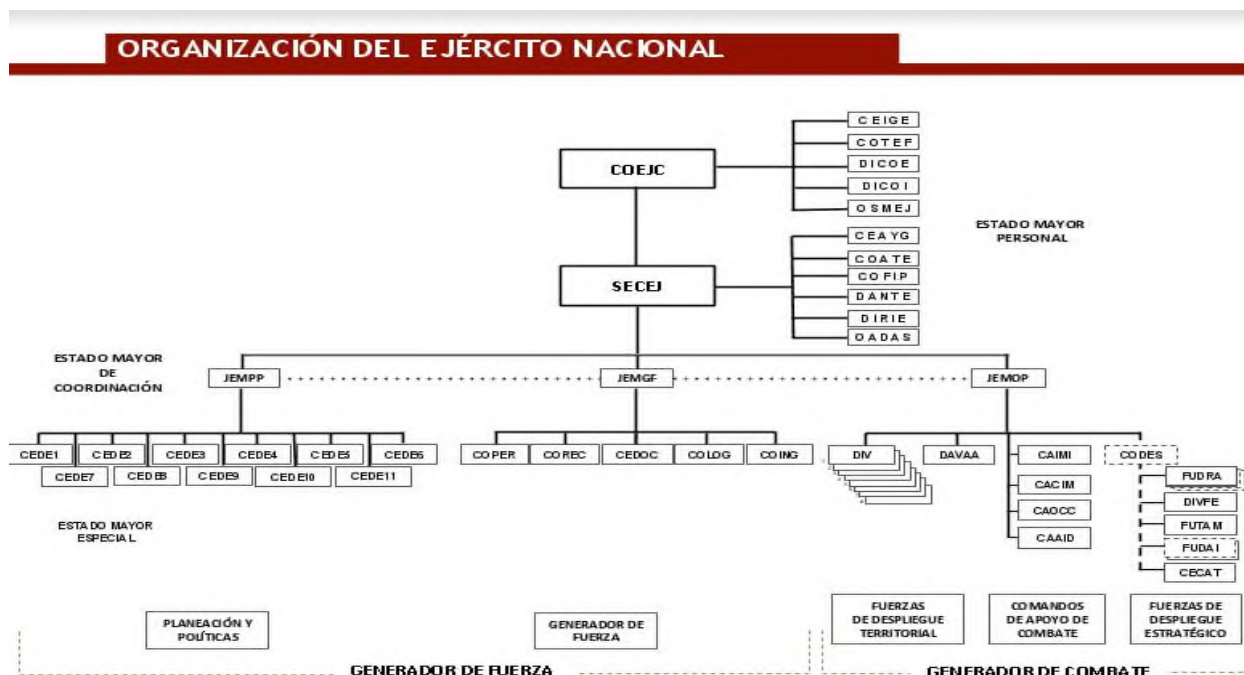 ORGANIZACIÓN DEL EJÉRCITO NACIONAL
CEIGE
COTEF
COEJC
DICOE
DICOI
OSMEJ
ESTADO MAYOR
PERSONAL
CEAYG
COATE
COFIP
SECEJ
DANTE
DIRIE
OADAS
ESTADO MAYOR
DE
COORDINACIÓN
JEMPP
JEMGF
JEMOP
CEDE1
CEDE2
CEDE3
CEDE4
CEDE5
CEDE6
CEDE7
CEDE8
CEDE9
CEDE10
CEDE11
COPER
COREC
CEDOC
COLOG
COING
DIV
DAVAA
CAIMI
CACIM
CAOCC
CAAID
CODES
FUDRA
DIVFE
FUTAM
FUDAI
CECAT
ESTADO MAYOR
ESPECIAL
PLANEACIÓN Y
POLÍTICAS
GENERADOR DE
FUERZA
FUERZAS
DE DESPLIEGUE
TERRITORIAL
COMANDOS
DE APOYO DE
COMBATE
FUERZAS DE
DESPLIEGUE
ESTRATÉGICO
GENERADOR DE FUERZA
GENERADOR DE COMBATE